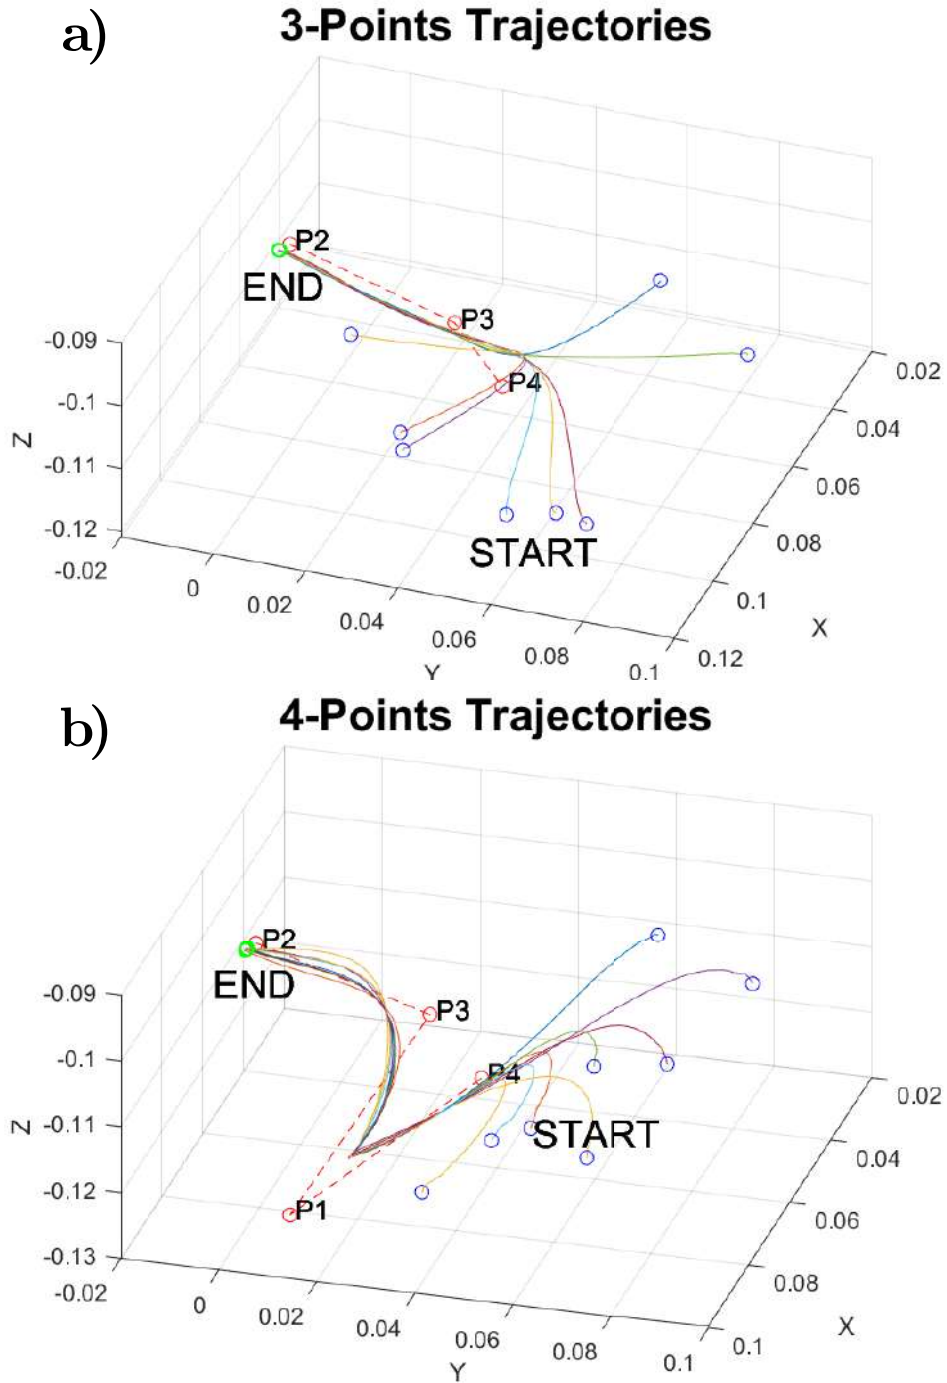 a)
3-Points Trajectories
P2
END
P3
P4
START
-0.09
-0.1
-0.11
-0.12
Z
-0.02
0
0.02
0.04
0.06
0.08
0.1
Y
0.02
0.04
0.06
0.08
0.1
0.12
X
b)
4-Points Trajectories
P2
END
P3
P4
START
P1
-0.09
-0.1
-0.11
-0.12
-0.13
Z
-0.02
0
0.02
0.04
0.06
0.08
0.1
Y
0.02
0.04
0.06
0.08
0.1
X